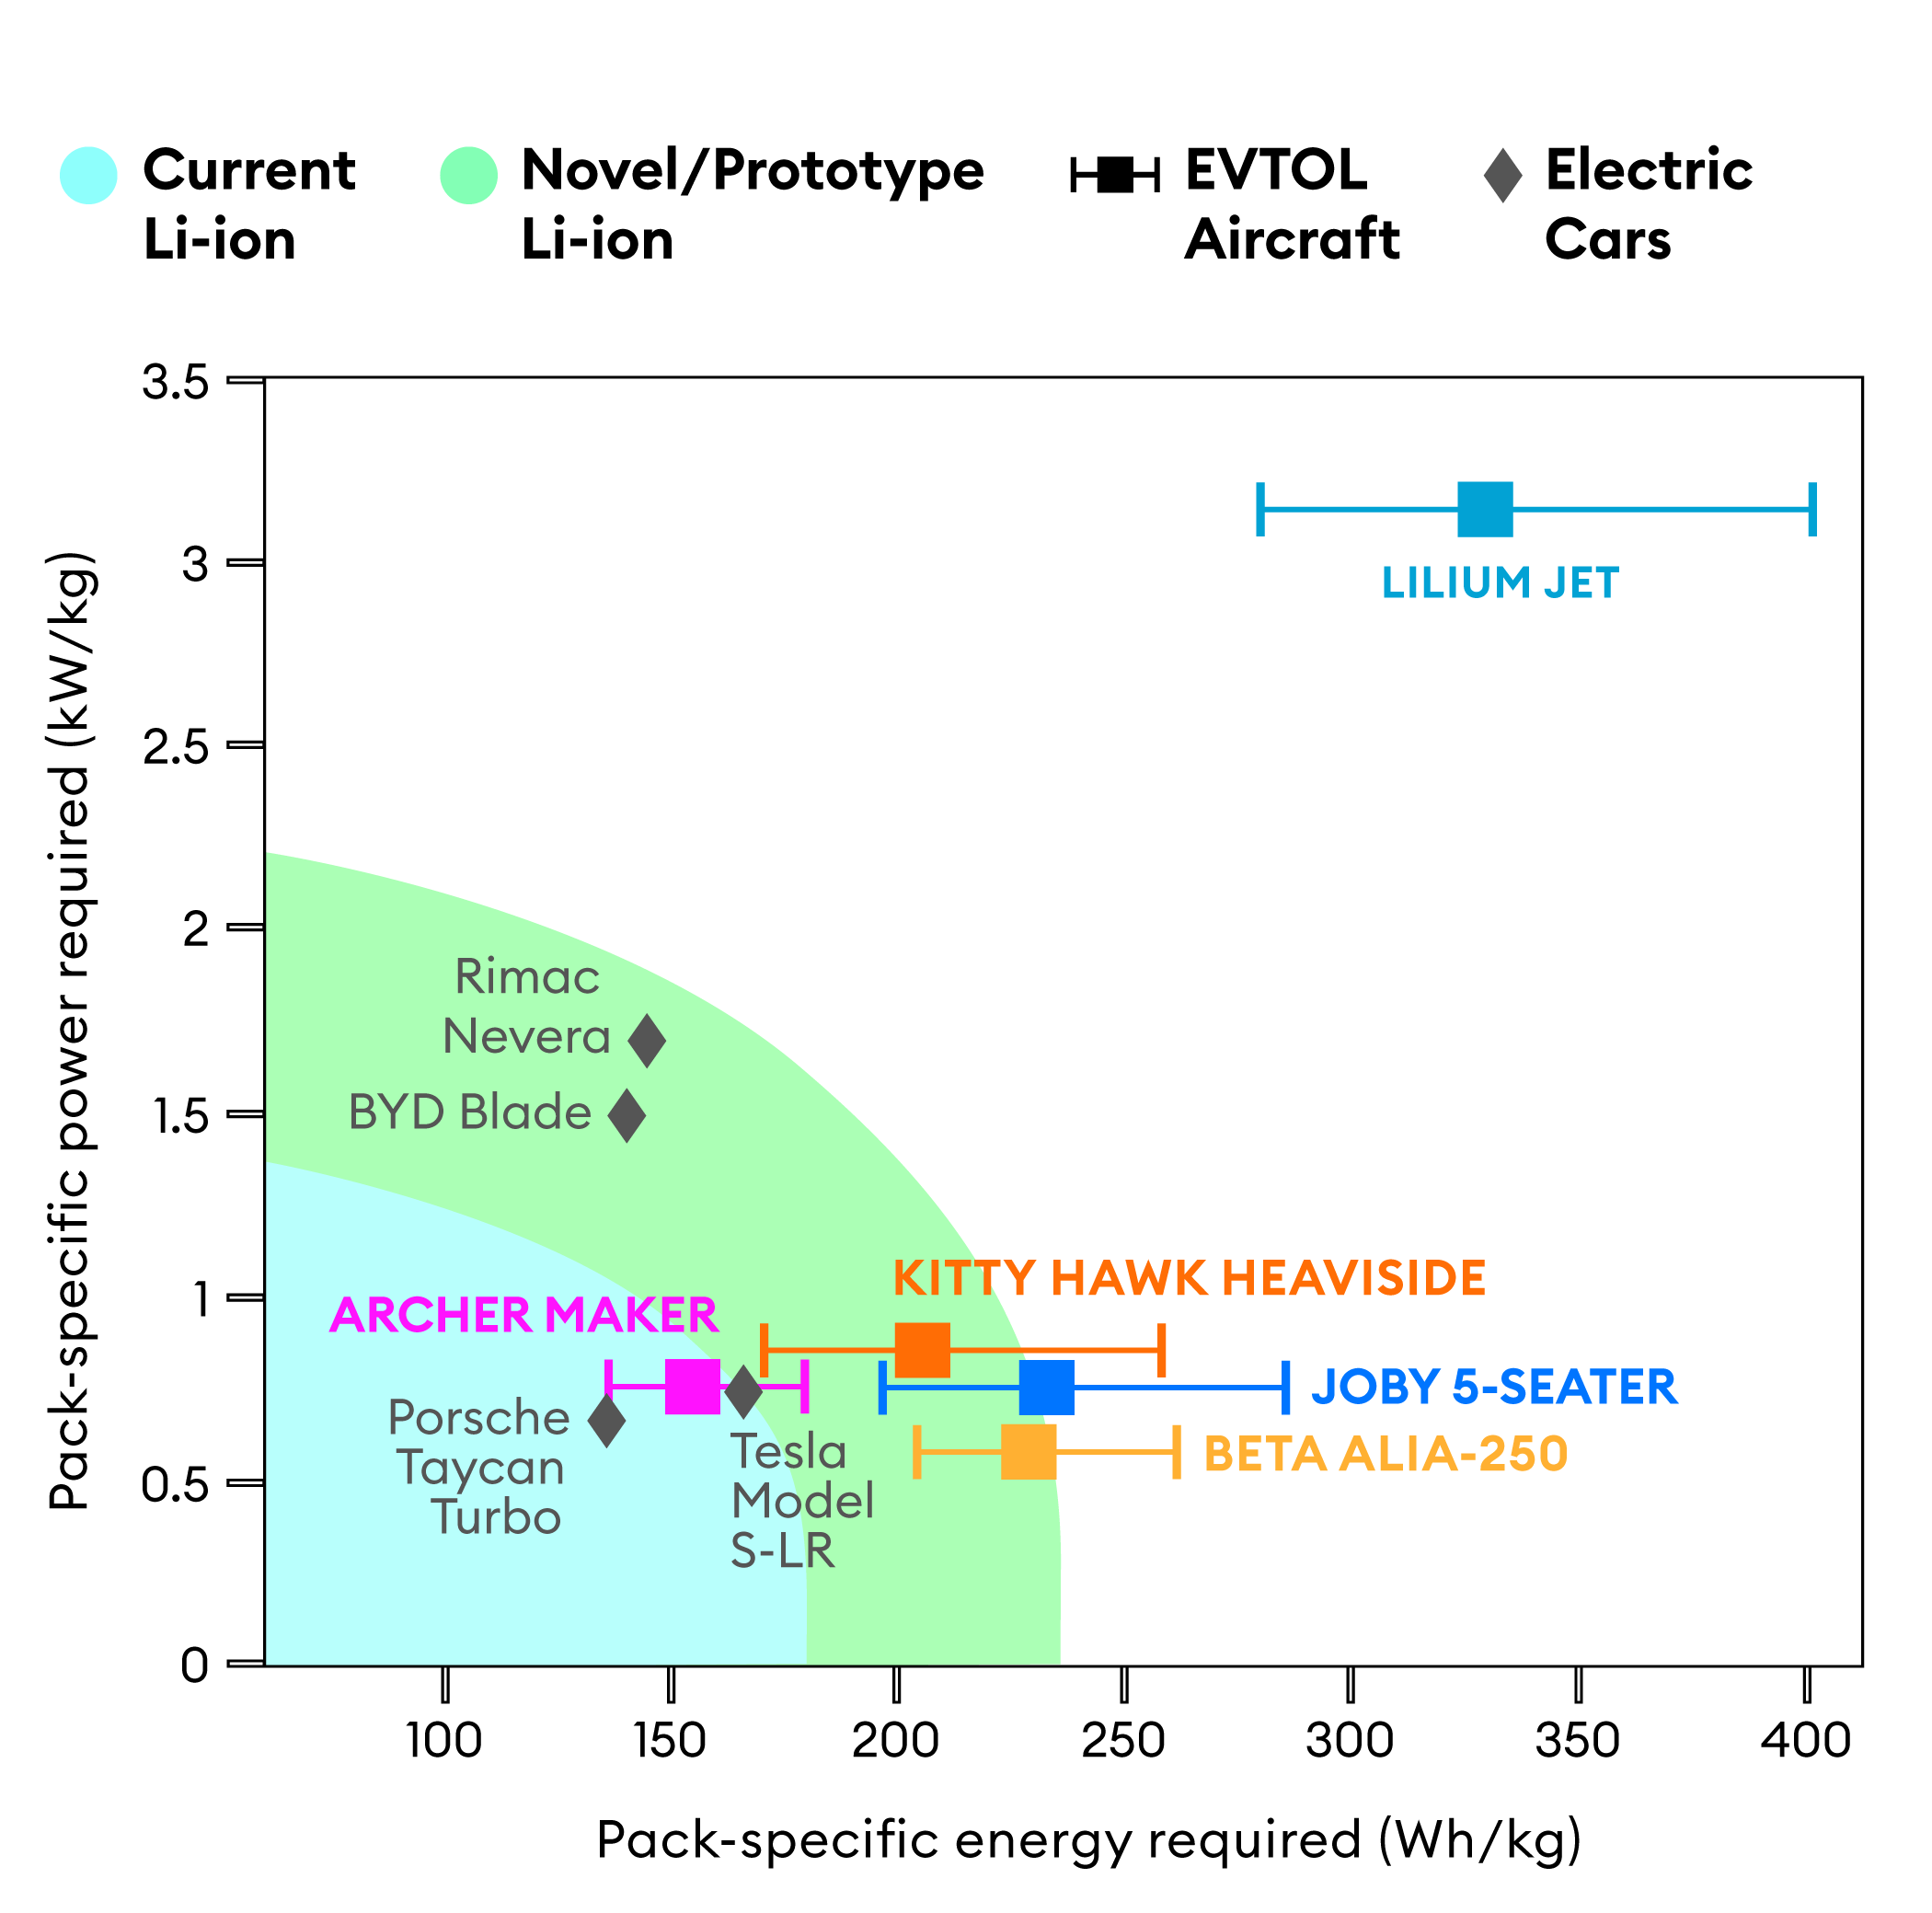 Current
Li-ion
Novel/Prototype
Li-ion
EVTOL
Aircraft
Electric
Cars
Pack-specific power required (kW/kg)
3.5
3
2.5
2
1.5
1
0.5
0
LILIUM JET
Rimac
Nevera
BYD Blade
KITTY HAWK HEAVISIDE
ARCHER MAKER
JOBY 5-SEATER
Porsche
Taycan
Turbo
Tesla
Model
S-LR
BETA ALIA-250
100
150
200
250
300
350
400
Pack-specific energy required (Wh/kg)